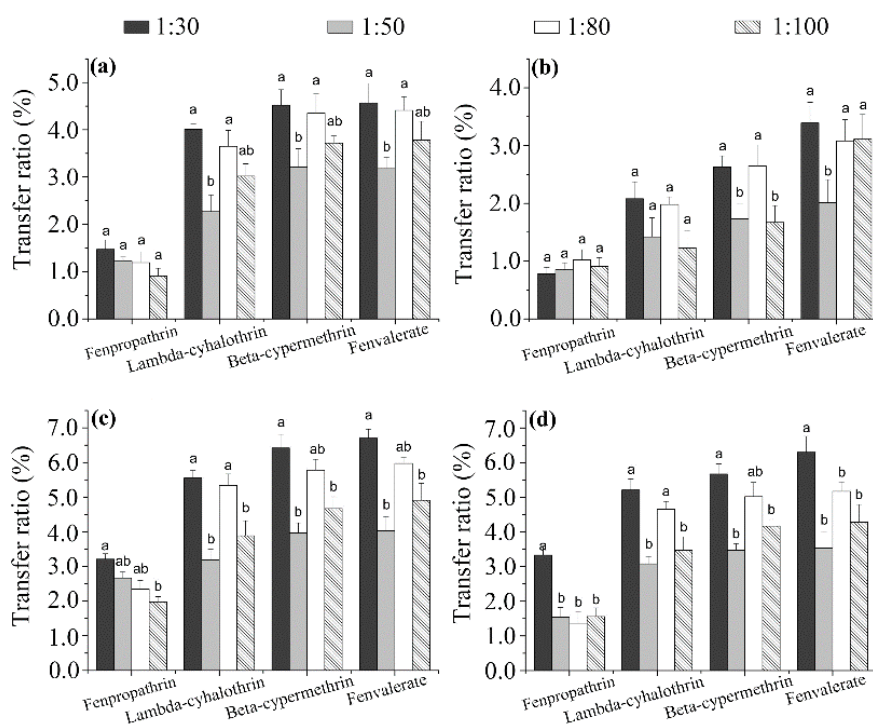 1:30 1:50 1:80 1:100
(a)
Transfer ratio (%)
5.0
4.0
3.0
2.0
1.0
0.0
a a a a
a b a ab
a b a ab
a b a ab
Fenpropathrin Lambda-cyhalothrin Beta-cypermethrin Fenvalerate
(b)
Transfer ratio (%)
4.0
3.0
2.0
1.0
0.0
a a a a
a a a a
a b a b
a b a a
Fenpropathrin Lambda-cyhalothrin Beta-cypermethrin Fenvalerate
(c)
Transfer ratio (%)
7.0
6.0
5.0
4.0
3.0
2.0
1.0
0.0
a ab ab b
a b a b
a b ab b
a b ab b
Fenpropathrin Lambda-cyhalothrin Beta-cypermethrin Fenvalerate
(d)
Transfer ratio (%)
7.0
6.0
5.0
4.0
3.0
2.0
1.0
0.0
a b b b
a b a b
a b ab b
a b b b
Fenpropathrin Lambda-cyhalothrin Beta-cypermethrin Fenvalerate